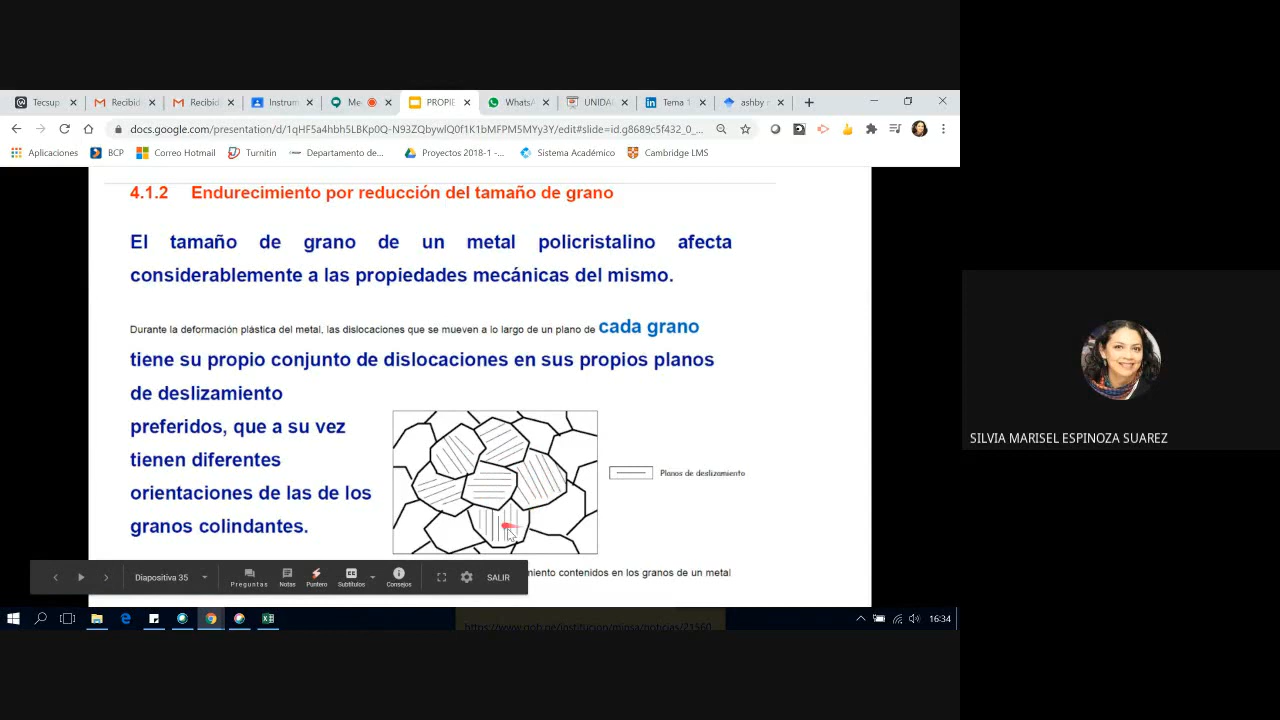 Tecsup
Recibid
Recibid
Instrum
Me
PROPIE
WhatsA
UNIDA
Tema
ashby
docs.google.com/presentation/d/1qHF5a4hbh5LBKp0Q-N93ZQbywlQ0f1K1bMFPM5MYy3Y/edit#slide=id.g8689c5f432_0_...
Aplicaciones
BCP
Correo Hotmail
Turnitin
Departamento de...
Proyectos 2018-1 -...
Sistema Académico
Cambridge LMS
4.1.2 Endurecimiento por reducción del tamaño de grano
El tamaño de grano de un metal policristalino afecta
considerablemente a las propiedades mecánicas del mismo.
Durante la deformación plástica del metal, las dislocaciones que se mueven a lo largo de un plano de cada grano
tiene su propio conjunto de dislocaciones en sus propios planos
de deslizamiento
preferidos, que a su vez
tienen diferentes
orientaciones de las de los
granos colindantes.
Planos de deslizamiento
miento contenidos en los granos de un metal
Diapositiva 35
Preguntas
Notas
Puntero
Subtítulos
Consejos
SALIR
16:34
SILVIA MARISEL ESPINOZA SUAREZ